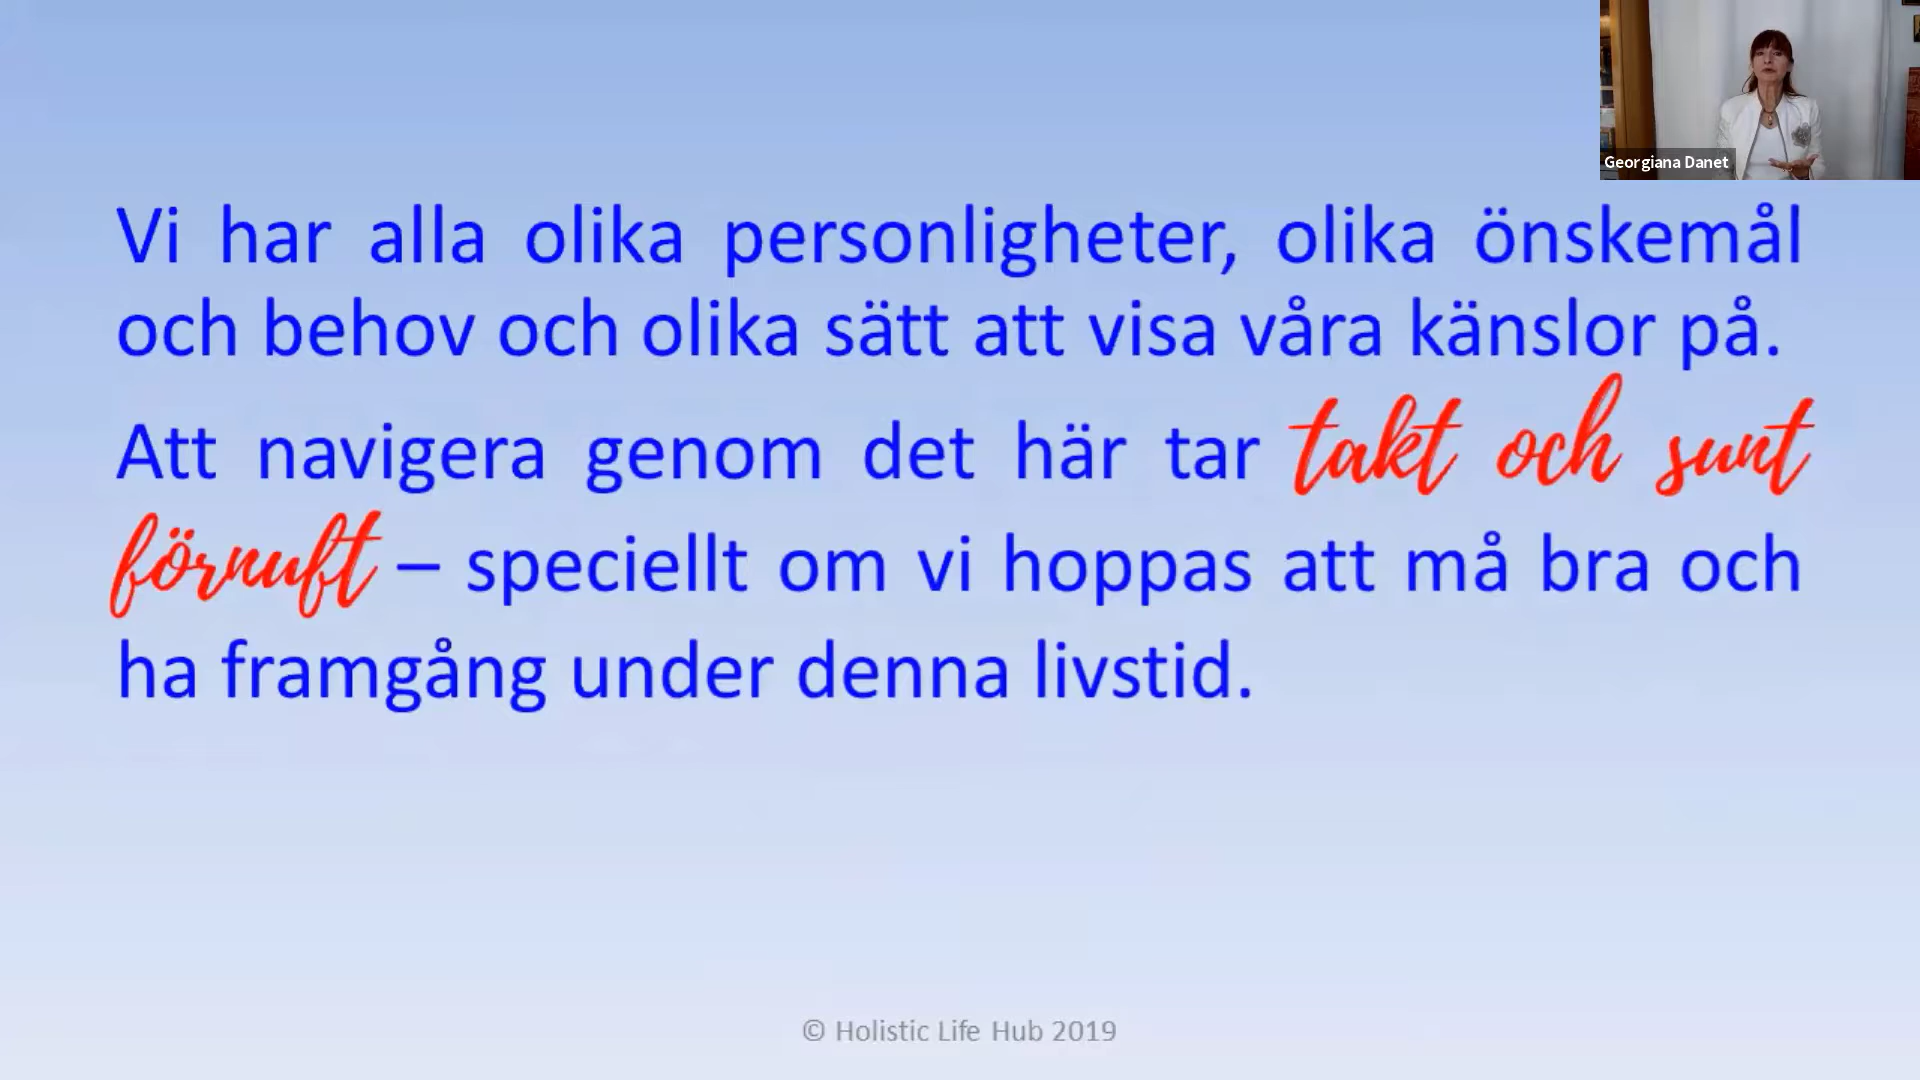 Georgiana Danet
Vi har alla olika personligheter, olika önskemål
och behov och olika sätt att visa våra känslor på.
Att navigera genom det här tar takt och sunt
förnuft – speciellt om vi hoppas att må bra och
ha framgång under denna livstid.
© Holistic Life Hub 2019